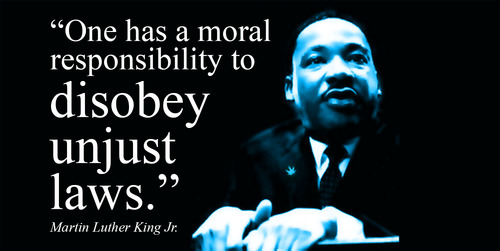 “One has a moral
responsibility to
disobey
unjust
laws.”
Martin Luther King Jr.